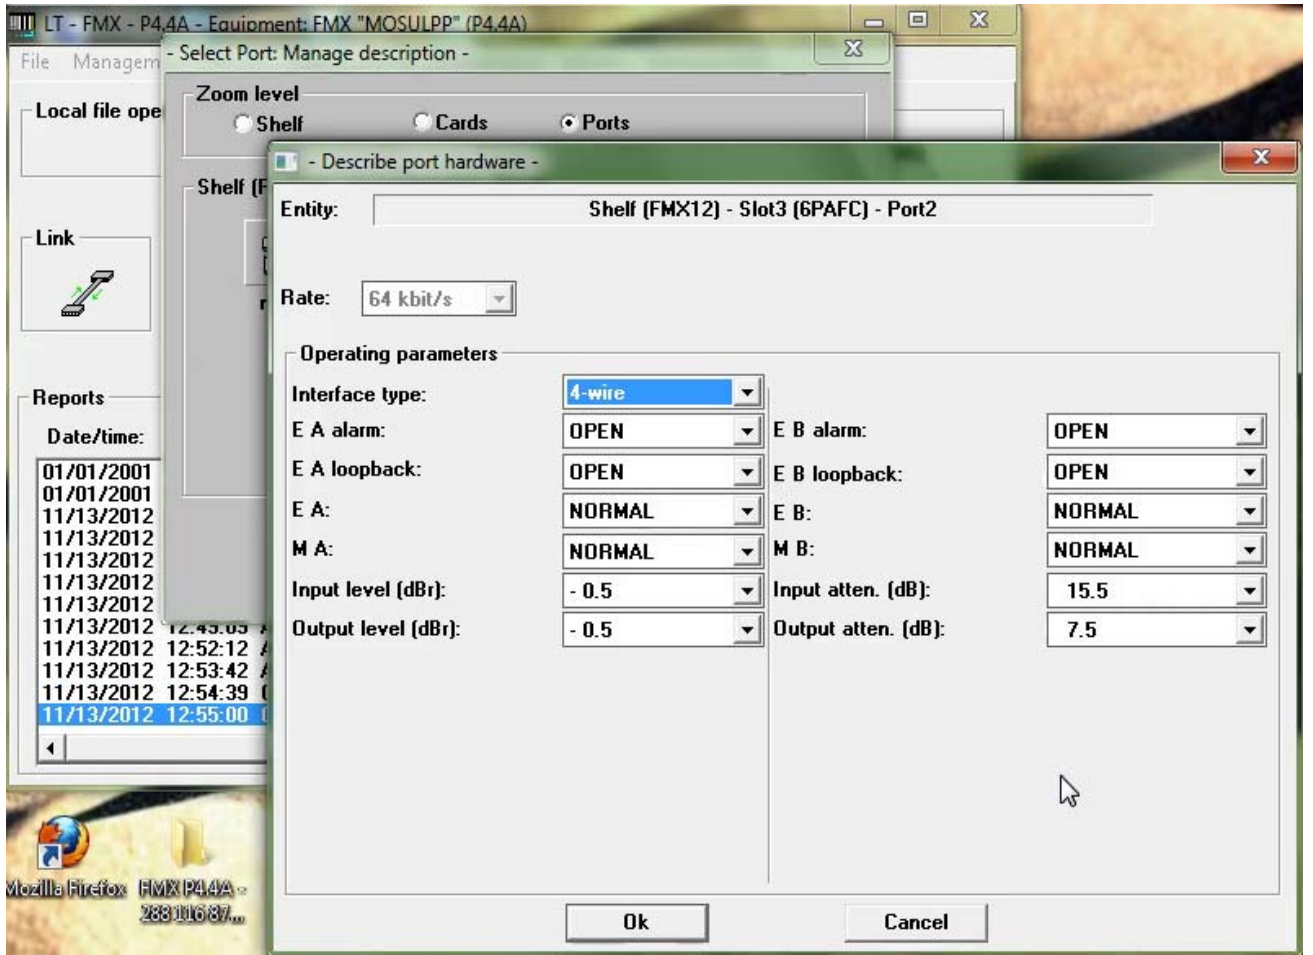 LT - FMX - P4.4A - Equipment: FMX "MOSULPP" (P4.4A)
File Managem
- Select Port: Manage description -
Zoom level
Shelf Cards Ports
Local file ope
Shelf (F
Link
Reports
Date/time:
01/01/2001
01/01/2001
11/13/2012
11/13/2012
11/13/2012
11/13/2012
11/13/2012
11/13/2012 12:45:05
11/13/2012 12:52:12
11/13/2012 12:53:42
11/13/2012 12:54:39
11/13/2012 12:55:00
- Describe port hardware -
Entity: Shelf (FMX12) - Slot3 (6PAFC) - Port2
Rate: 64 kbit/s
Operating parameters
Interface type: 4-wire
E A alarm: OPEN E B alarm: OPEN
E A loopback: OPEN E B loopback: OPEN
E A: NORMAL E B: NORMAL
M A: NORMAL M B: NORMAL
Input level (dBr): - 0.5 Input atten. (dB): 15.5
Output level (dBr): - 0.5 Output atten. (dB): 7.5
Ok Cancel
Mozilla Firefox
FMX P4.4A -
288 116 87...